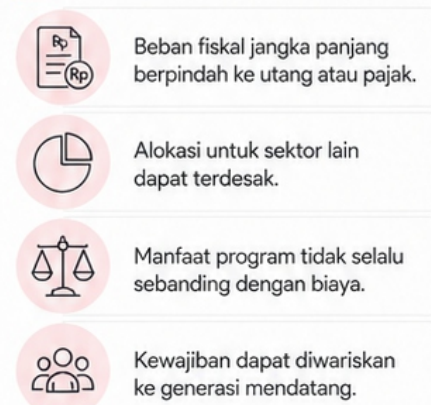 Rp
Rp
Beban fiskal jangka panjang
berpindah ke utang atau pajak.
Alokasi untuk sektor lain
dapat terdesak.
Manfaat program tidak selalu
sebanding dengan biaya.
Kewajiban dapat diwariskan
ke generasi mendatang.